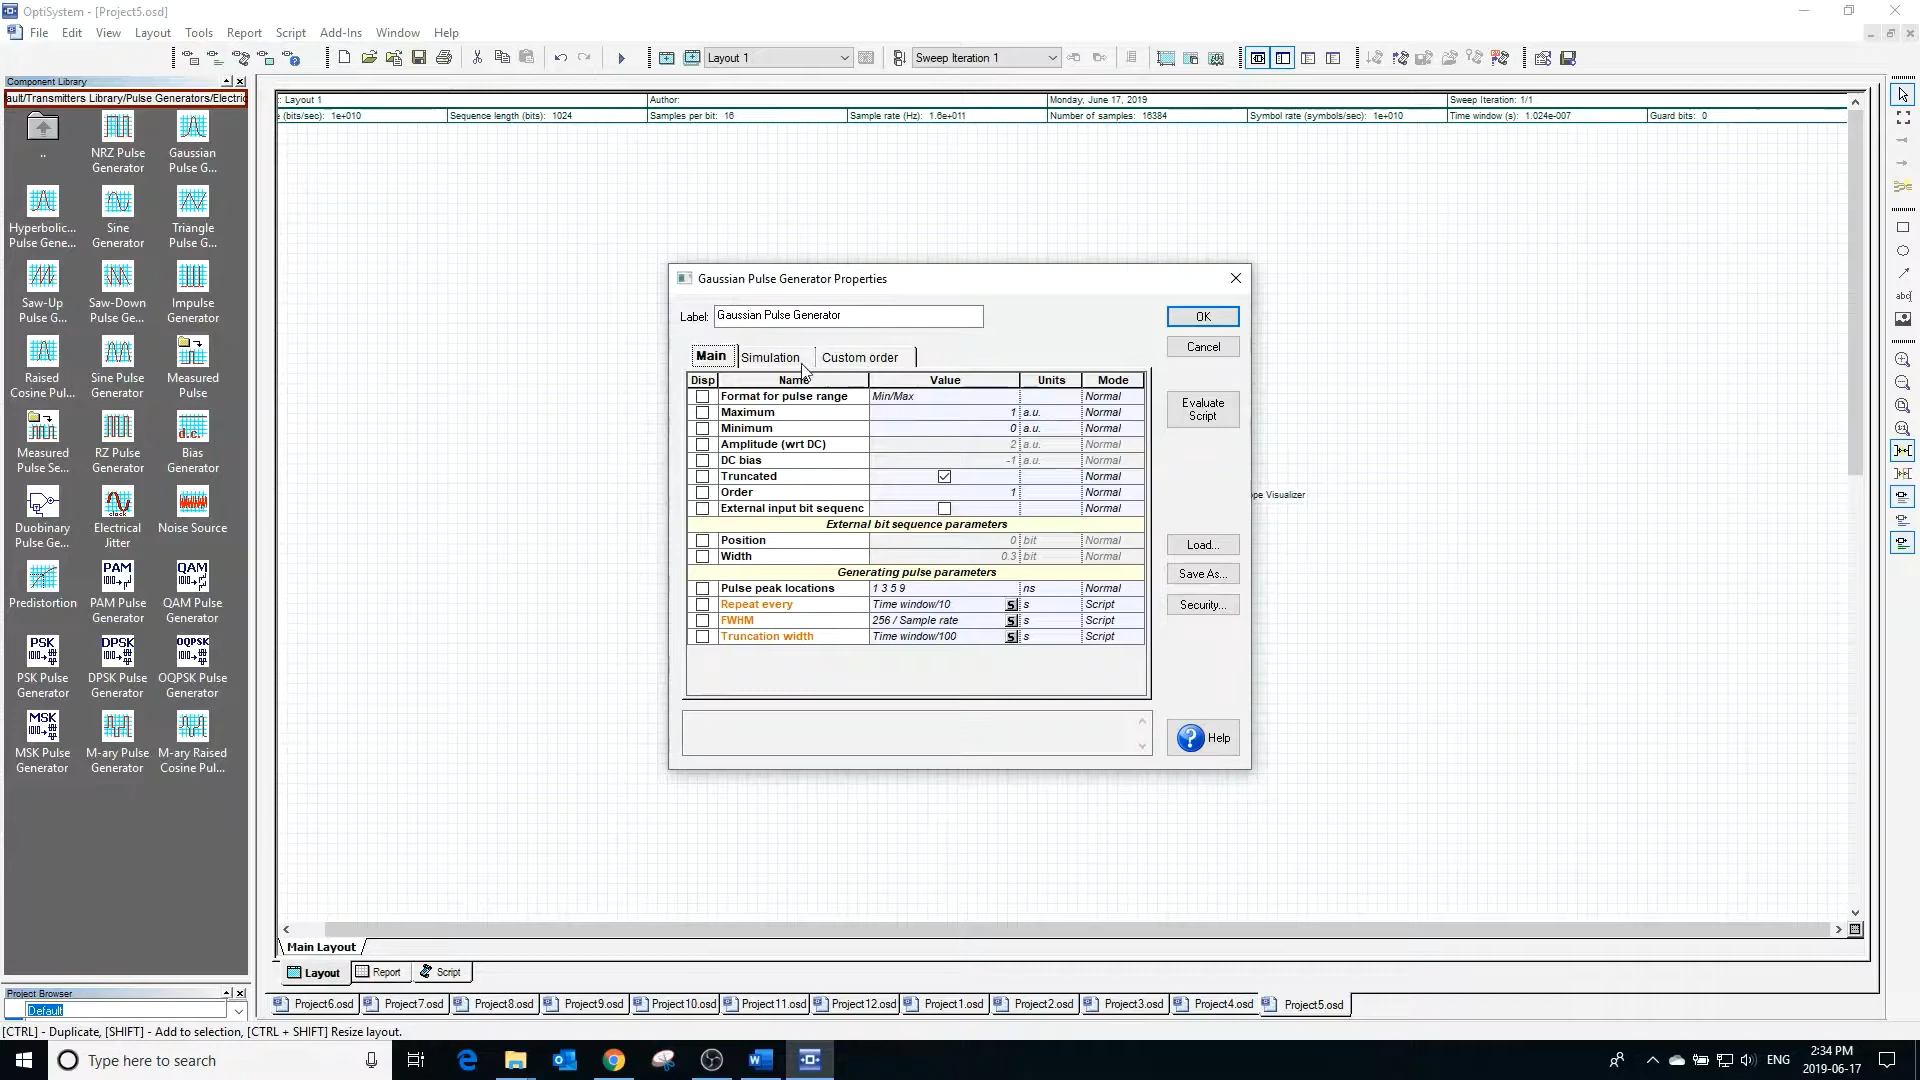 OptiSystem - [Project5.osd]
File Edit View Layout Tools Report Script Add-Ins Window Help
Layout 1
Sweep Iteration 1
Component Library
ault/Transmitters Library/Pulse Generators/Electric
: Layout 1 Author: Monday, June 17, 2019 Sweep Iteration: 1/1
(bits/sec): 1e+010 Sequence length (bits): 1024 Samples per bit: 16 Sample rate (Hz): 1.6e+011 Number of samples: 16384 Symbol rate (symbols/sec): 1e+010 Time window (s): 1.024e-007 Guard bits: 0
..
NRZ Pulse Generator
Gaussian Pulse G...
Hyperbolic... Pulse Gene...
Sine Generator
Triangle Pulse G...
Saw-Up Pulse G...
Saw-Down Pulse Ge...
Impulse Generator
Raised Cosine Pul...
Sine Pulse Generator
Measured Pulse
Measured Pulse Se...
RZ Pulse Generator
d.c.
Bias Generator
Duobinary Pulse Ge...
clock
Electrical Jitter
Noise Source
Predistortion
PAM
PAM Pulse Generator
QAM
QAM Pulse Generator
PSK
PSK Pulse Generator
DPSK
DPSK Pulse Generator
OQPSK
OQPSK Pulse Generator
MSK
MSK Pulse Generator
M-ary Pulse Generator
M-ary Raised Cosine Pul...
Gaussian Pulse Generator Properties
Label: Gaussian Pulse Generator
OK
Cancel
Evaluate Script
Load...
Save As...
Security...
Help
Main Simulation Custom order
Disp Name Value Units Mode
Format for pulse range Min/Max Normal
Maximum 1 a.u. Normal
Minimum 0 a.u. Normal
Amplitude (wrt DC) 2 a.u. Normal
DC bias -1 a.u. Normal
Truncated Normal
Order 1 Normal
External input bit sequenc Normal
External bit sequence parameters
Position 0 bit Normal
Width 0.3 bit Normal
Generating pulse parameters
Pulse peak locations 1 3 5 9 ns Normal
Repeat every Time window/10 S s Script
FWHM 256 / Sample rate S s Script
Truncation width Time window/100 S s Script
pe Visualizer
abc
Main Layout
Layout Report Script
Project6.osd Project7.osd Project8.osd Project9.osd Project10.osd Project11.osd Project12.osd Project1.osd Project2.osd Project3.osd Project4.osd Project5.osd
Project Browser
Default
[CTRL] - Duplicate, [SHIFT] - Add to selection, [CTRL + SHIFT] Resize layout.
Type here to search
ENG
2:34 PM
2019-06-17